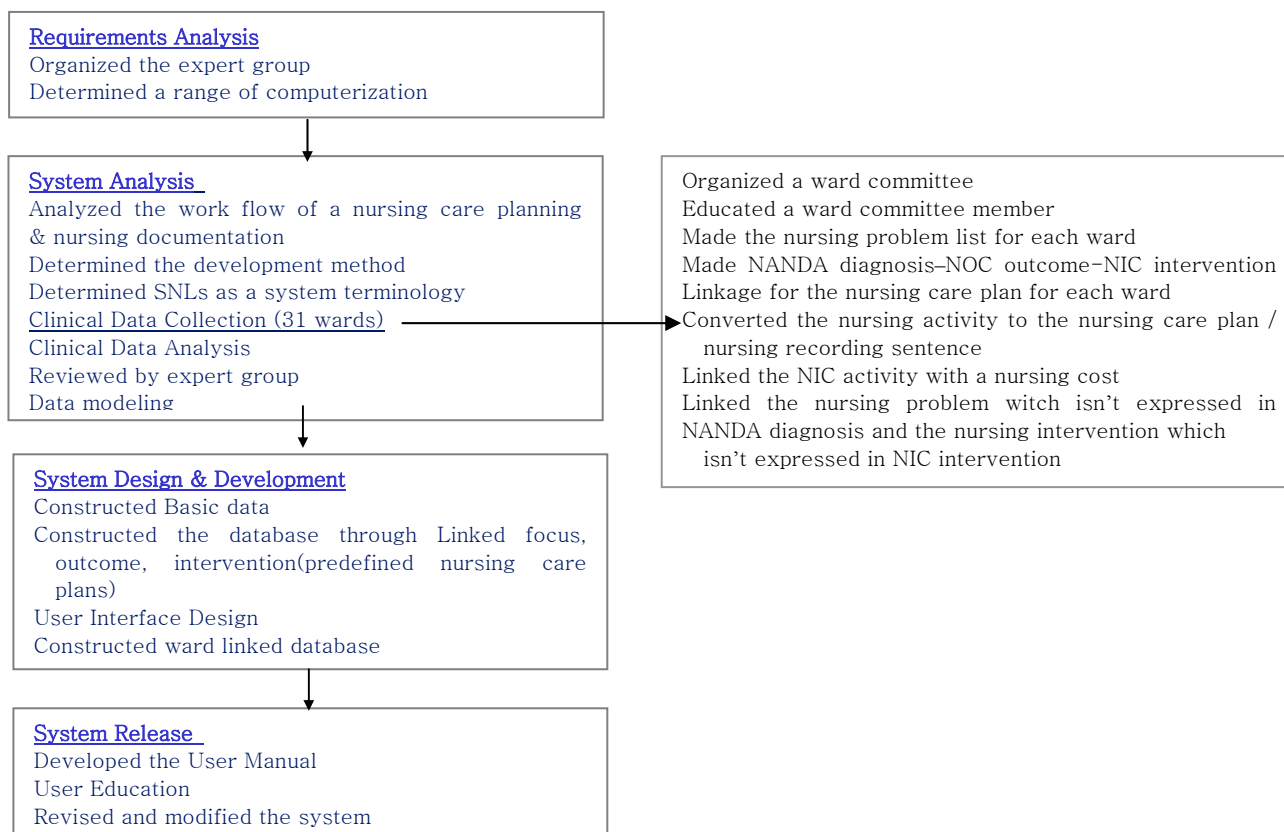 Requirements Analysis
Organized the expert group
Determined a range of computerization
System Analysis
Analyzed the work flow of a nursing care planning
& nursing documentation
Determined the development method
Determined SNLs as a system terminology
Clinical Data Collection (31 wards)
Clinical Data Analysis
Reviewed by expert group
Data modeling
Organized a ward committee
Educated a ward committee member
Made the nursing problem list for each ward
Made NANDA diagnosis–NOC outcome-NIC intervention
Linkage for the nursing care plan for each ward
Converted the nursing activity to the nursing care plan /
nursing recording sentence
Linked the NIC activity with a nursing cost
Linked the nursing problem witch isn’t expressed in
NANDA diagnosis and the nursing intervention which
isn’t expressed in NIC intervention
System Design & Development
Constructed Basic data
Constructed the database through Linked focus,
outcome, intervention(predefined nursing care
plans)
User Interface Design
Constructed ward linked database
System Release
Developed the User Manual
User Education
Revised and modified the system